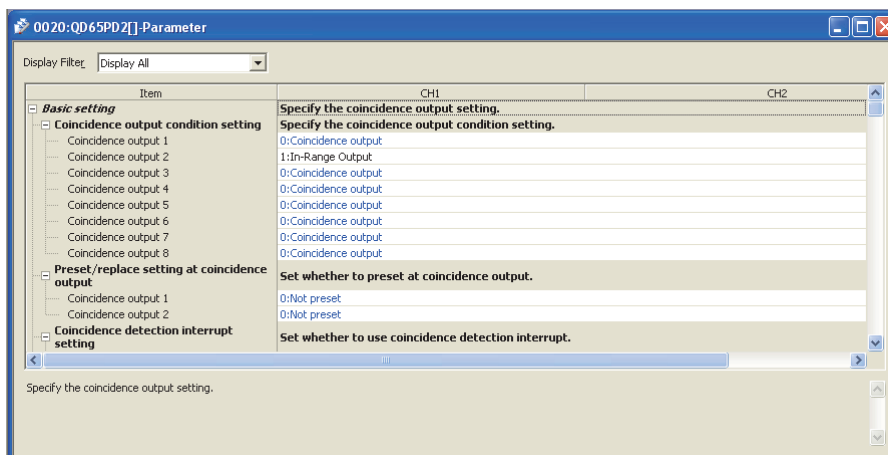 0020:QD65PD2[]-Parameter
Display Filter Display All
Item CH1 CH2
Basic setting Specify the coincidence output setting.
Coincidence output condition setting Specify the coincidence output condition setting.
Coincidence output 1 0:Coincidence output
Coincidence output 2 1:In-Range Output
Coincidence output 3 0:Coincidence output
Coincidence output 4 0:Coincidence output
Coincidence output 5 0:Coincidence output
Coincidence output 6 0:Coincidence output
Coincidence output 7 0:Coincidence output
Coincidence output 8 0:Coincidence output
Preset/replace setting at coincidence
output Set whether to preset at coincidence output.
Coincidence output 1 0:Not preset
Coincidence output 2 0:Not preset
Coincidence detection interrupt
setting Set whether to use coincidence detection interrupt.
Specify the coincidence output setting.